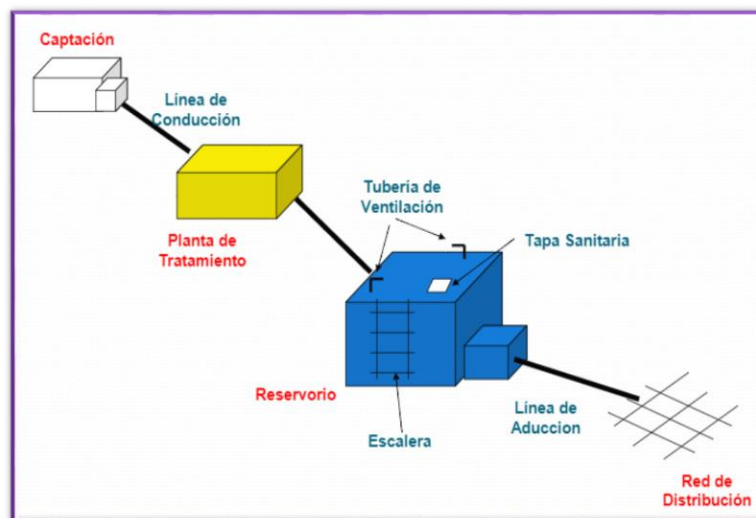 Captación
Línea de
Conducción
Tubería de
Ventilación
Tapa Sanitaria
Planta de
Tratamiento
Reservorio
Escalera
Línea de
Aduccion
Red de
Distribución